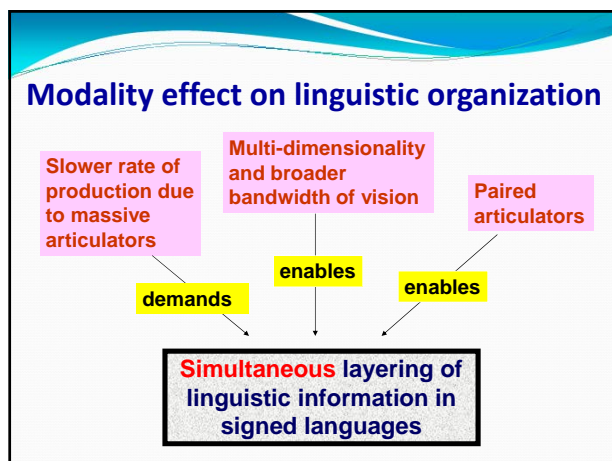 Modality effect on linguistic organization
Slower rate of
production due
to massive
articulators
Multi-dimensionality
and broader
bandwidth of vision
Paired
articulators
demands
enables
enables
Simultaneous layering of
linguistic information in
signed languages